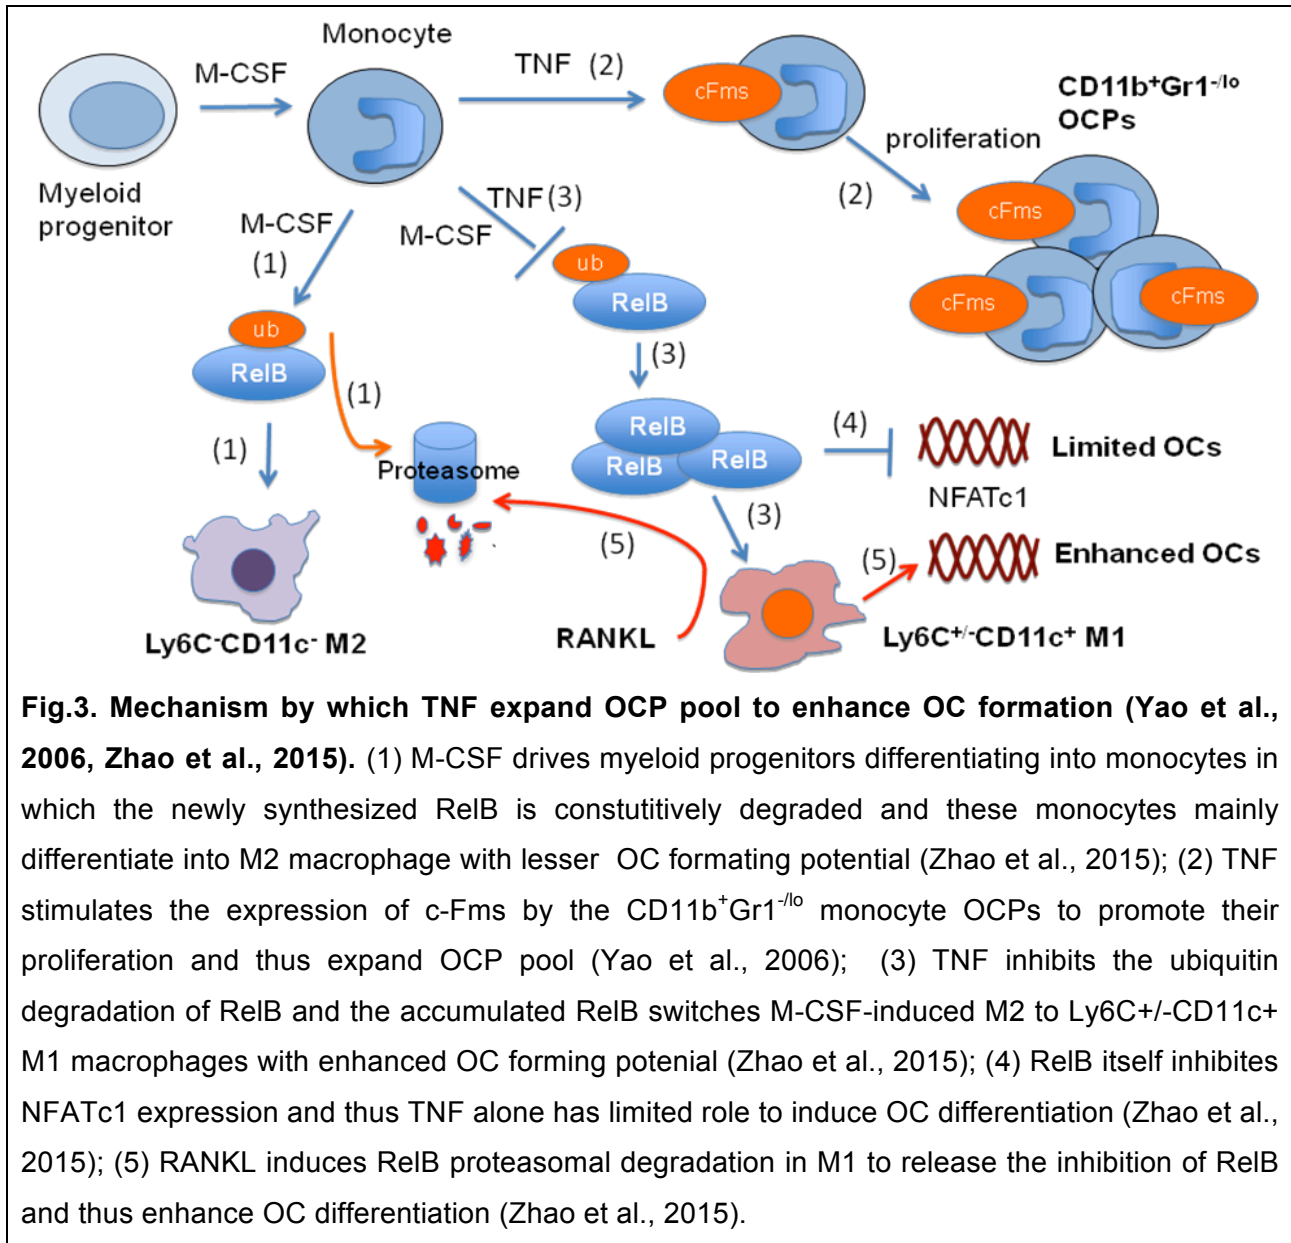 Monocyte
M-CSF
TNF (2)
cFms
CD11b⁺Gr1⁻/ˡᵒ
OCPs
proliferation
(2)
Myeloid
progenitor
M-CSF
(1)
TNF (3)
M-CSF
cFms
cFms
cFms
ub
RelB
ub
RelB
(3)
(1)
(1)
Proteasome
RelB
RelB
RelB
(4)
Limited OCs
NFATc1
(3)
(5)
(5)
Enhanced OCs
RANKL
Ly6C⁻CD11c⁻ M2
Ly6C⁺/⁻CD11c⁺ M1
Fig.3. Mechanism by which TNF expand OCP pool to enhance OC formation (Yao et al.,
2006, Zhao et al., 2015). (1) M-CSF drives myeloid progenitors differentiating into monocytes in
which the newly synthesized RelB is constutitively degraded and these monocytes mainly
differentiate into M2 macrophage with lesser OC formating potential (Zhao et al., 2015); (2) TNF
stimulates the expression of c-Fms by the CD11b⁺Gr1⁻/ˡᵒ monocyte OCPs to promote their
proliferation and thus expand OCP pool (Yao et al., 2006); (3) TNF inhibits the ubiquitin
degradation of RelB and the accumulated RelB switches M-CSF-induced M2 to Ly6C+/-CD11c+
M1 macrophages with enhanced OC forming potenial (Zhao et al., 2015); (4) RelB itself inhibites
NFATc1 expression and thus TNF alone has limited role to induce OC differentiation (Zhao et al.,
2015); (5) RANKL induces RelB proteasomal degradation in M1 to release the inhibition of RelB
and thus enhance OC differentiation (Zhao et al., 2015).